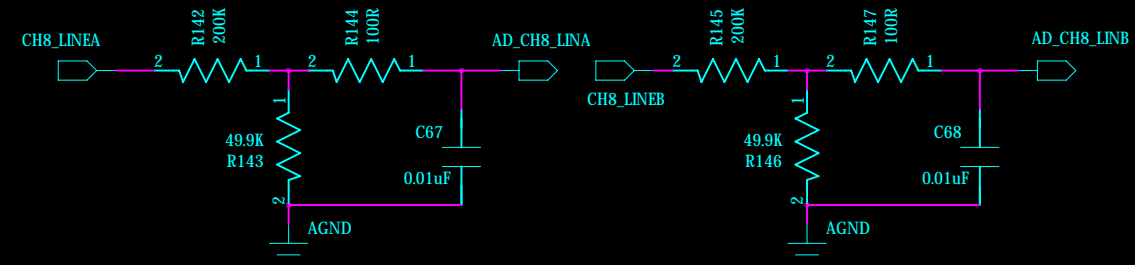 CH8_LINEA
R142
200K
2
1
R144
100R
2
1
AD_CH8_LINA
1
49.9K
R143
2
C67
0.01uF
AGND
CH8_LINEB
R145
200K
2
1
R147
100R
2
1
AD_CH8_LINB
1
49.9K
R146
2
C68
0.01uF
AGND